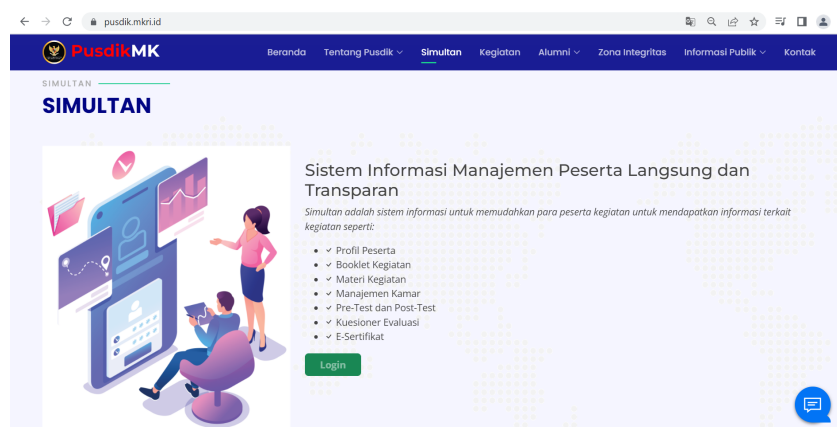 pusdik.mkri.id
PusdikMK
Beranda
Tentang Pusdik
Simultan
Kegiatan
Alumni
Zona Integritas
Informasi Publik
Kontak
SIMULTAN
SIMULTAN
Sistem Informasi Manajemen Peserta Langsung dan
Transparan
Simultan adalah sistem informasi untuk memudahkan para peserta kegiatan untuk mendapatkan informasi terkait
kegiatan seperti:
Profil Peserta
Booklet Kegiatan
Materi Kegiatan
Manajemen Kamar
Pre-Test dan Post-Test
Kuesioner Evaluasi
E-Sertifikat
Login